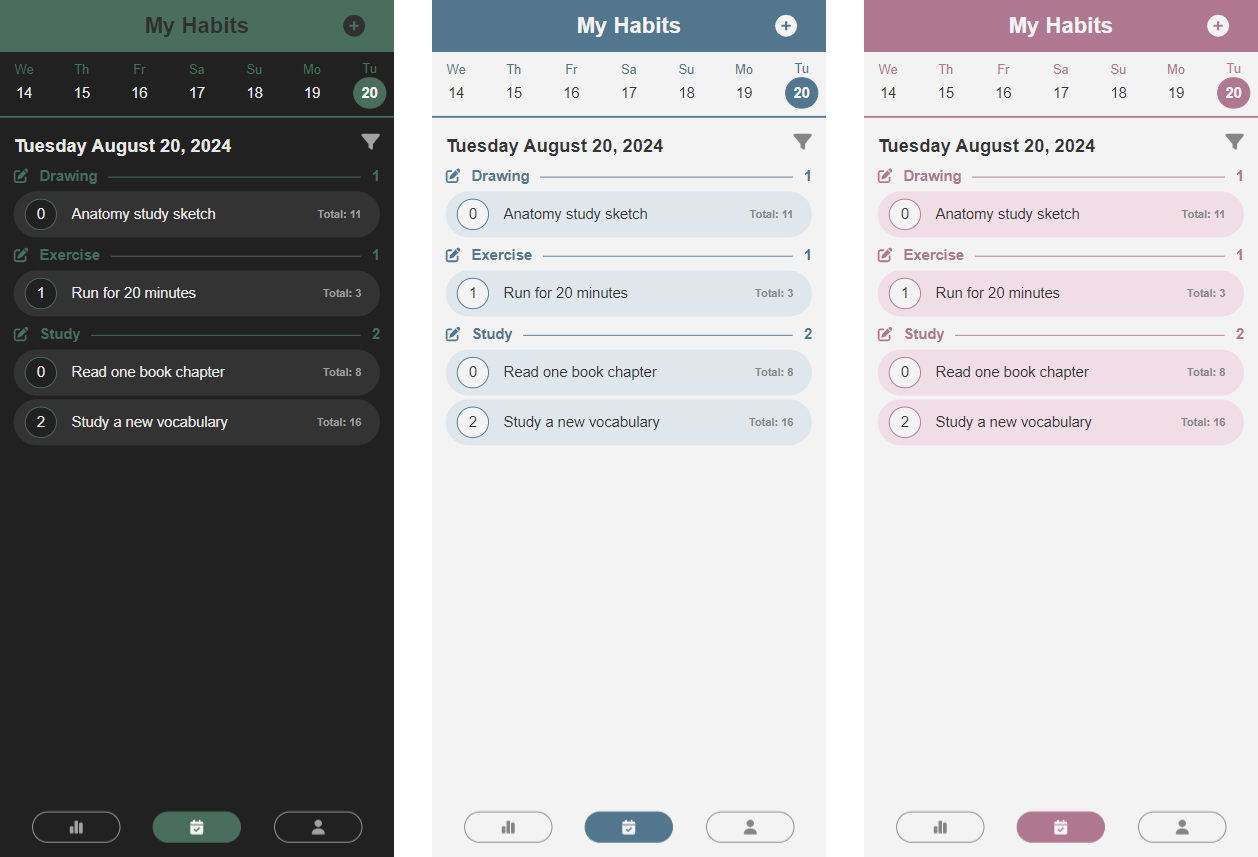 My Habits
We Th Fr Sa Su Mo Tu
14 15 16 17 18 19 20
Tuesday August 20, 2024
Drawing 1
0 Anatomy study sketch Total: 11
Exercise 1
1 Run for 20 minutes Total: 3
Study 2
0 Read one book chapter Total: 8
2 Study a new vocabulary Total: 16
My Habits
We Th Fr Sa Su Mo Tu
14 15 16 17 18 19 20
Tuesday August 20, 2024
Drawing 1
0 Anatomy study sketch Total: 11
Exercise 1
1 Run for 20 minutes Total: 3
Study 2
0 Read one book chapter Total: 8
2 Study a new vocabulary Total: 16
My Habits
We Th Fr Sa Su Mo Tu
14 15 16 17 18 19 20
Tuesday August 20, 2024
Drawing 1
0 Anatomy study sketch Total: 11
Exercise 1
1 Run for 20 minutes Total: 3
Study 2
0 Read one book chapter Total: 8
2 Study a new vocabulary Total: 16